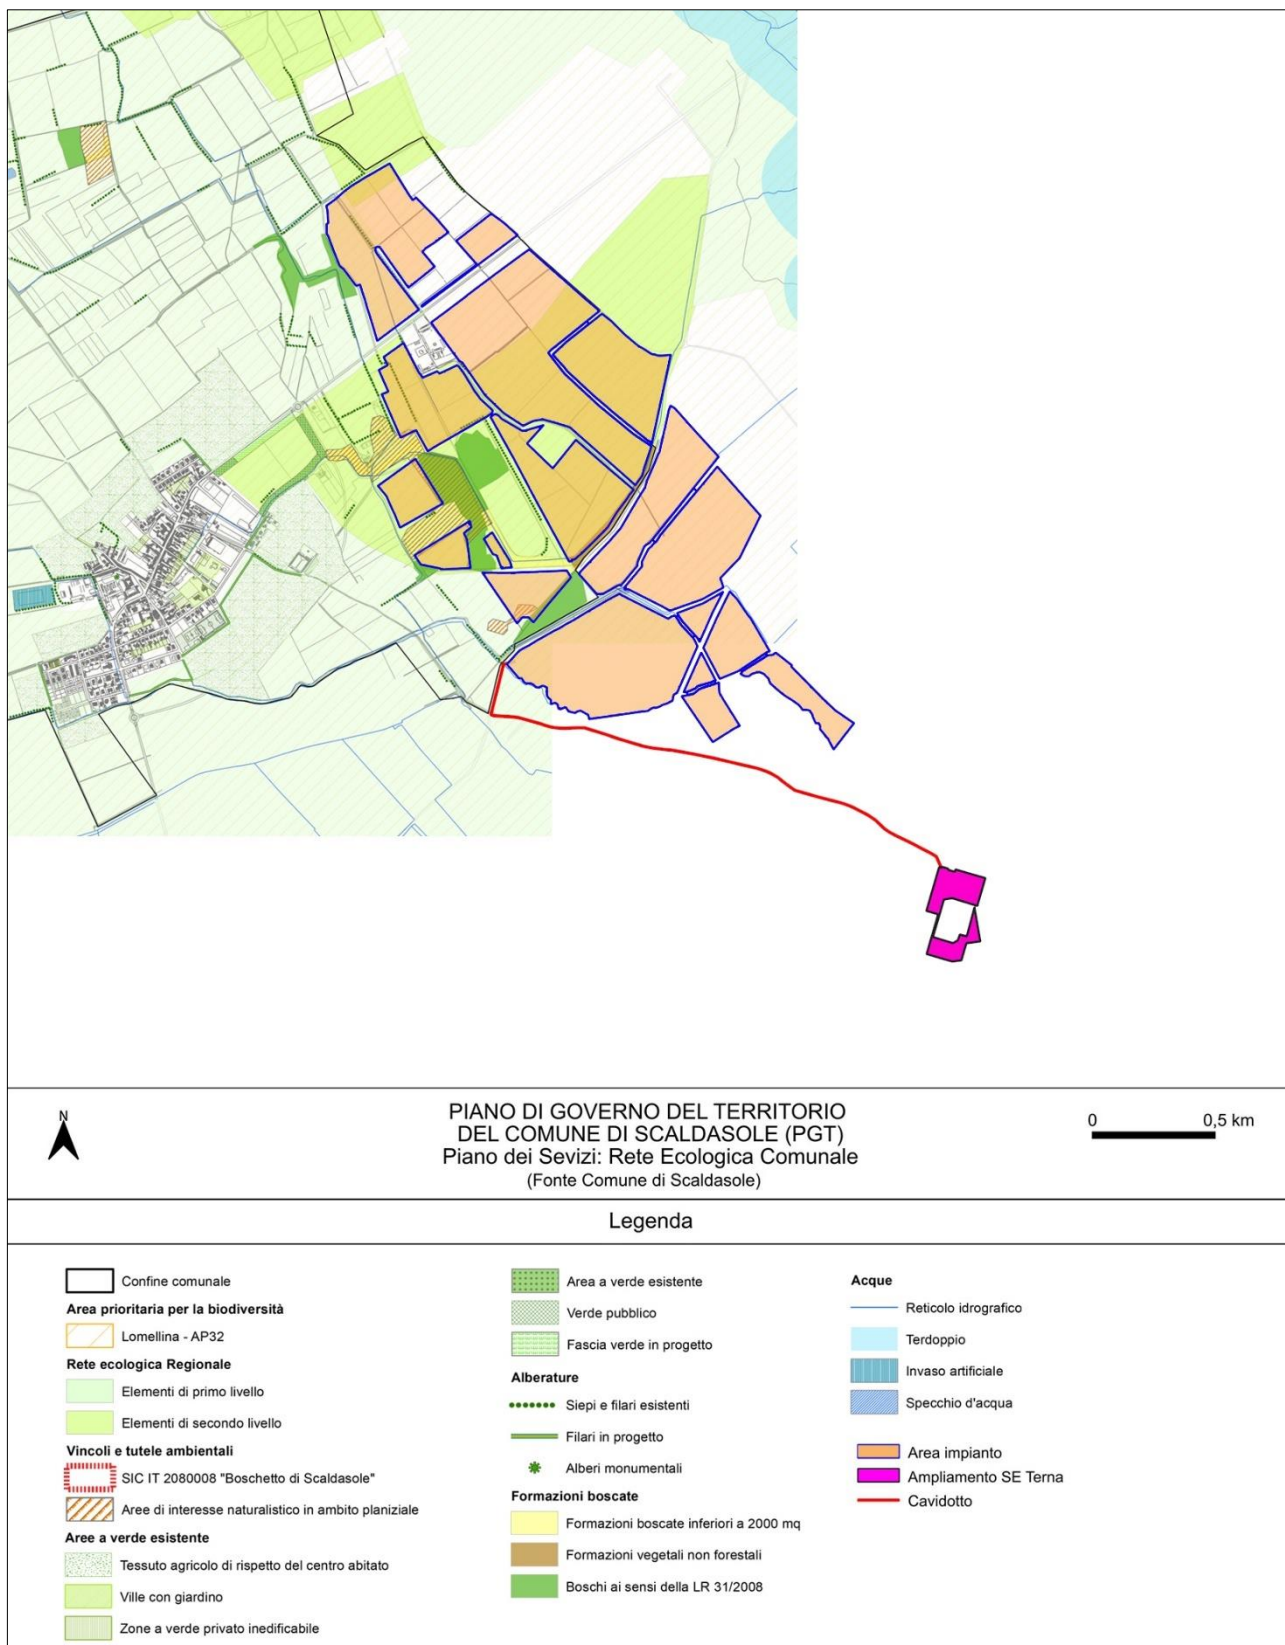 N
PIANO DI GOVERNO DEL TERRITORIO
DEL COMUNE DI SCALDASOLE (PGT)
Piano dei Sevizi: Rete Ecologica Comunale
(Fonte Comune di Scaldasole)
0 0,5 km
Legenda
Confine comunale
Area prioritaria per la biodiversità
Lomellina - AP32
Rete ecologica Regionale
Elementi di primo livello
Elementi di secondo livello
Vincoli e tutele ambientali
SIC IT 2080008 "Boschetto di Scaldasole"
Aree di interesse naturalistico in ambito planiziale
Aree a verde esistente
Tessuto agricolo di rispetto del centro abitato
Ville con giardino
Zone a verde privato inedificabile
Area a verde esistente
Verde pubblico
Fascia verde in progetto
Alberature
Siepi e filari esistenti
Filari in progetto
Alberi monumentali
Formazioni boscate
Formazioni boscate inferiori a 2000 mq
Formazioni vegetali non forestali
Boschi ai sensi della LR 31/2008
Acque
Reticolo idrografico
Terdoppio
Invaso artificiale
Specchio d'acqua
Area impianto
Ampliamento SE Terna
Cavidotto